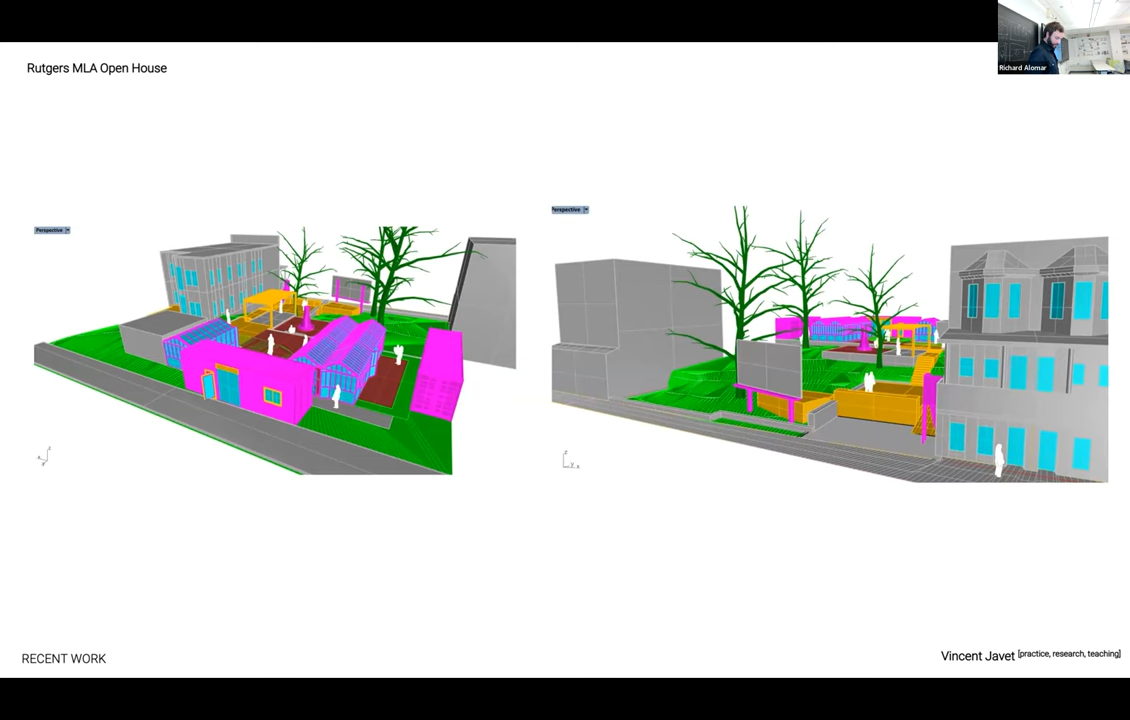 Rutgers MLA Open House
Richard Alomar
Perspective
Perspective
RECENT WORK
Vincent Javet [practice, research, teaching]